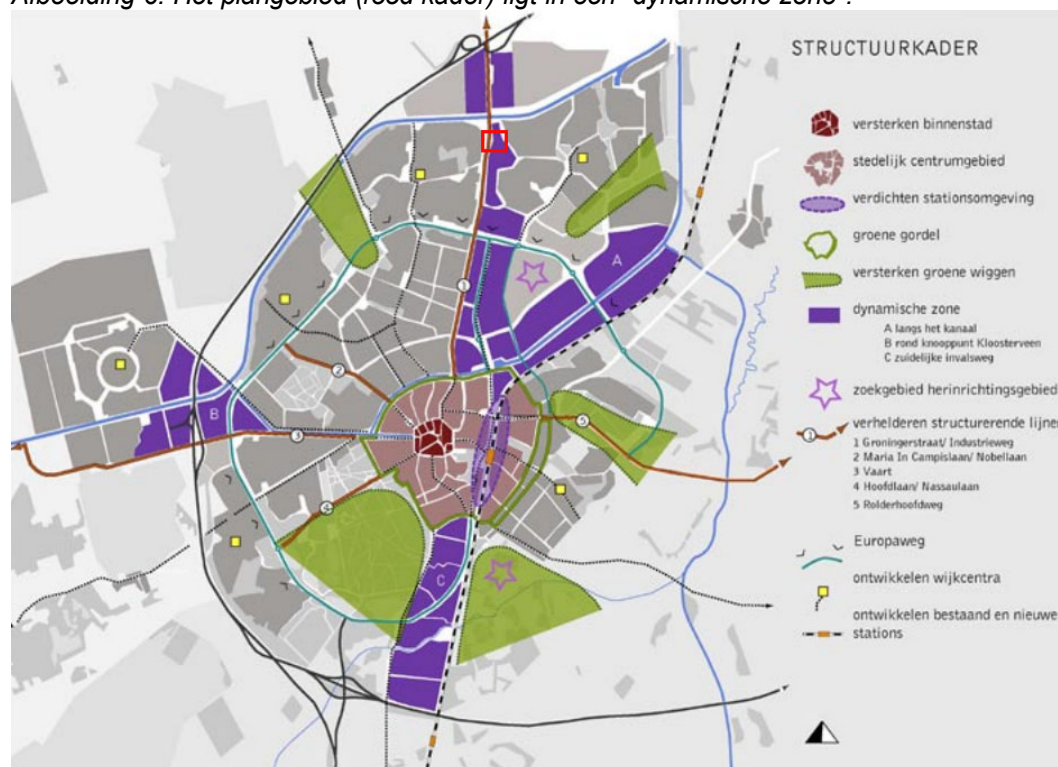 Afbeelding 6. Het plangebied (rood kader) ligt in een "dynamische zone".
STRUCTUURKADER
versterken binnenstad
stedelijk centrumgebied
verdichten stationsomgeving
groene gordel
versterken groene wiggen
dynamische zone
A langs het kanaal
B rond knooppunt Kloosterveen
C zuidelijke invalsweg
zoekgebied herinrichtingsgebied
1 verhelderen structurerende lijnen
1 Groningerstraat/ Industrieweg
2 Maria In Campislaan/ Nobellaan
3 Vaart
4 Hoofdlaan/ Nassaulaan
5 Rolderhoofdweg
Europaweg
ontwikkelen wijkcentra
ontwikkelen bestaand en nieuwe
stations
A
1
2
B
3
5
4
C